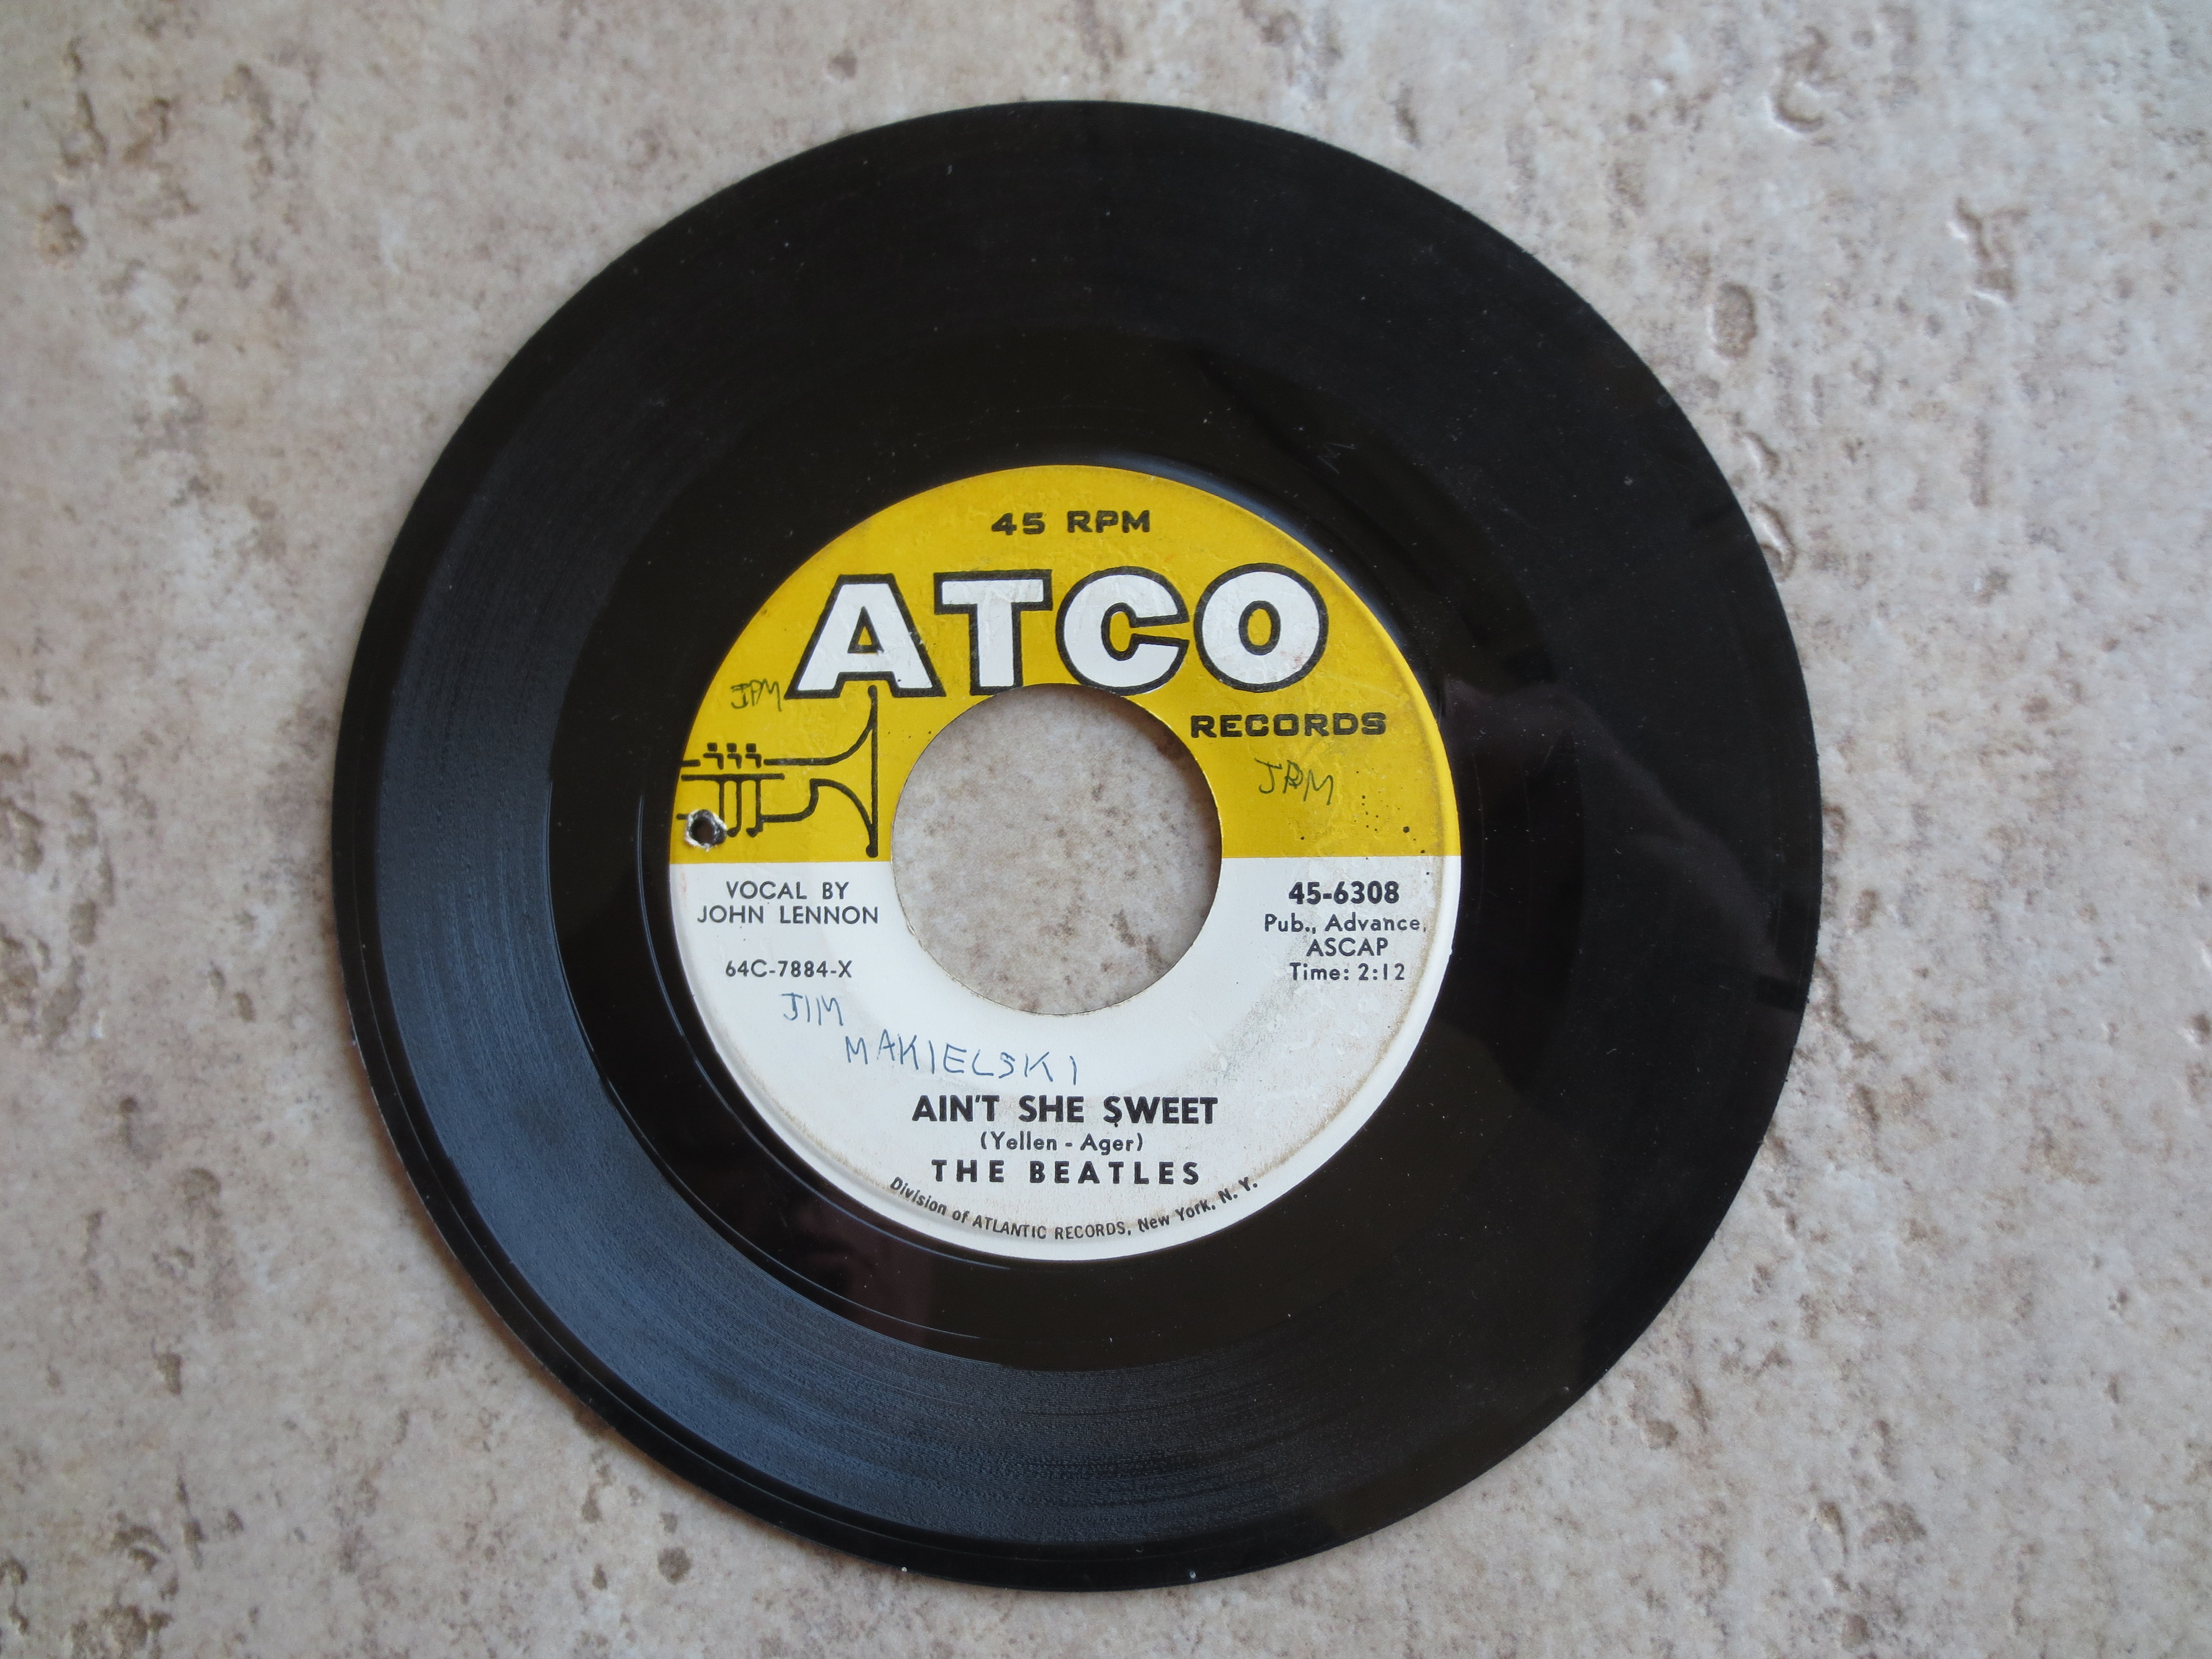 45 RPM
ATCO
RECORDS
JPM
JPM
VOCAL BY
JOHN LENNON
64C-7884-X
45-6308
Pub., Advance,
ASCAP
Time: 2:12
JIM
MAKIELSKI
AIN'T SHE SWEET
(Yellen - Ager)
THE BEATLES
Division of ATLANTIC RECORDS, New York, N. Y.